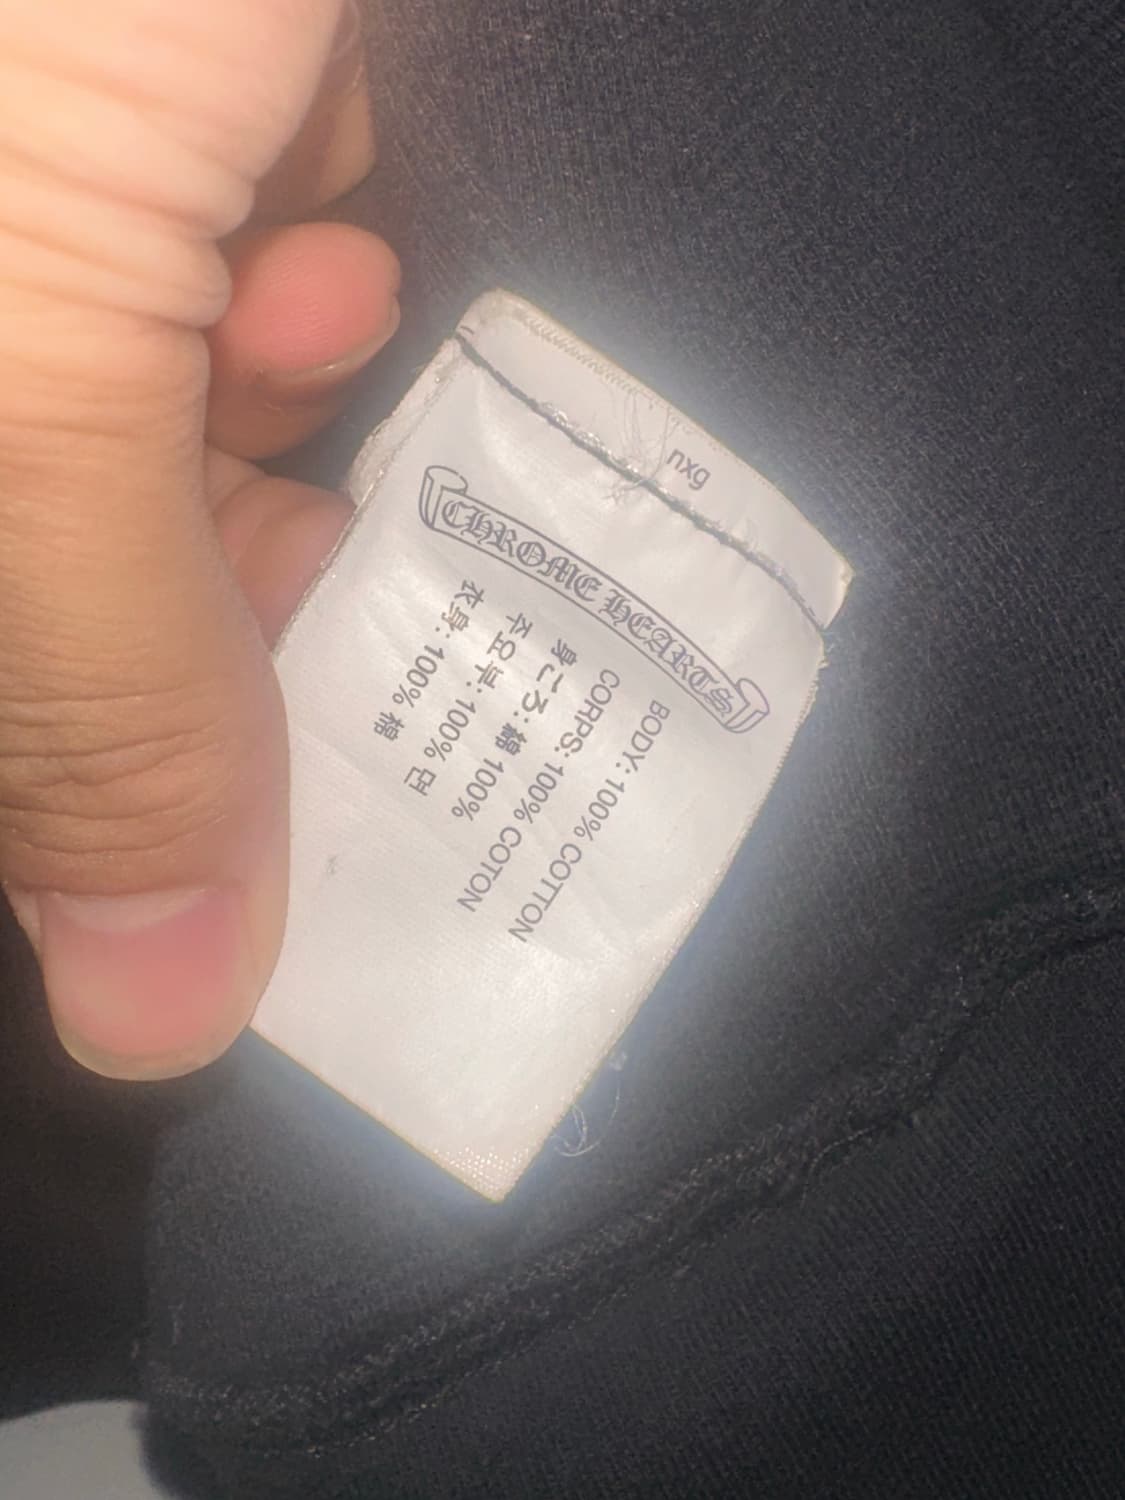 nxg
CHROME HEARTS
BODY: 100% COTTON
CORPS: 100% COTON
身ごろ: 綿 100%
주요부: 100% 면
衣身: 100% 棉